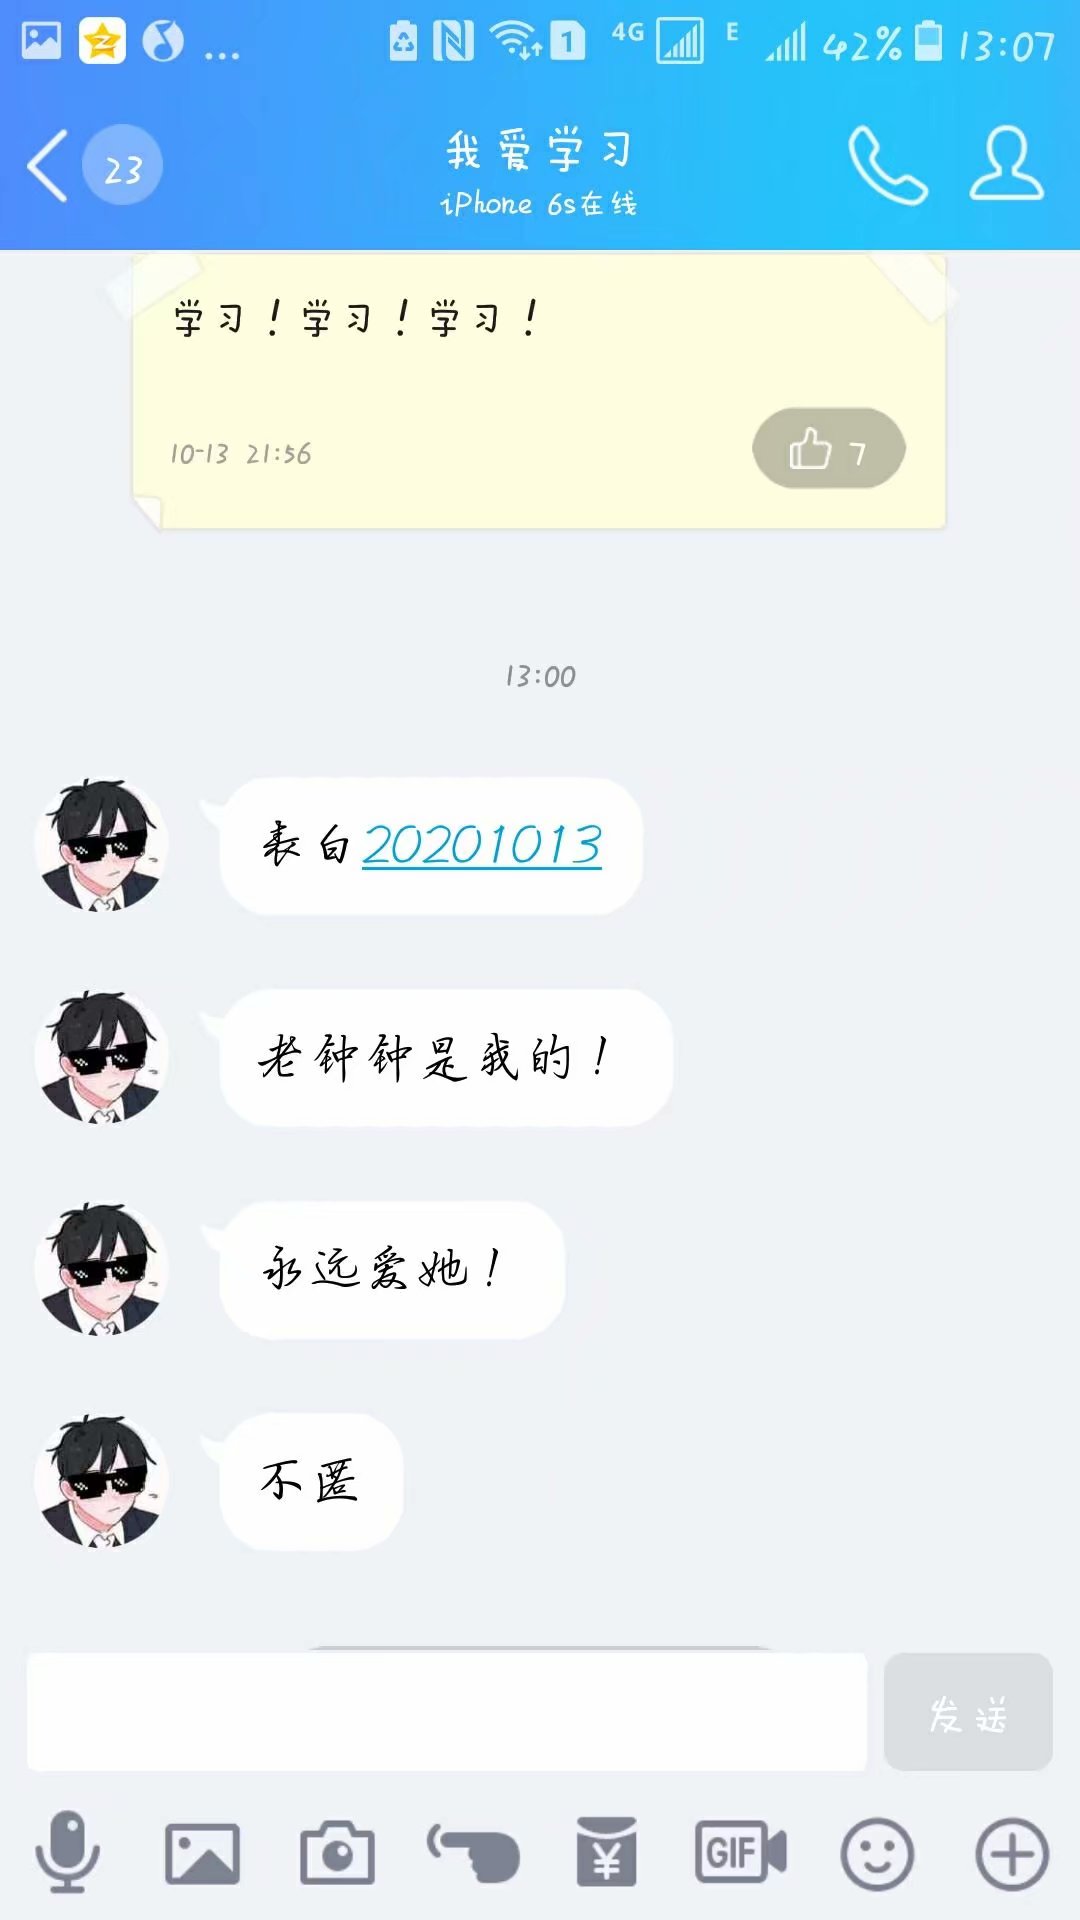 4G E 42% 13:07
23 我爱学习
iPhone 6s在线
学习！学习！学习！
10-13 21:56 7
13:00
表白20201013
老钟钟是我的！
永远爱她！
不匿
发送
GIF